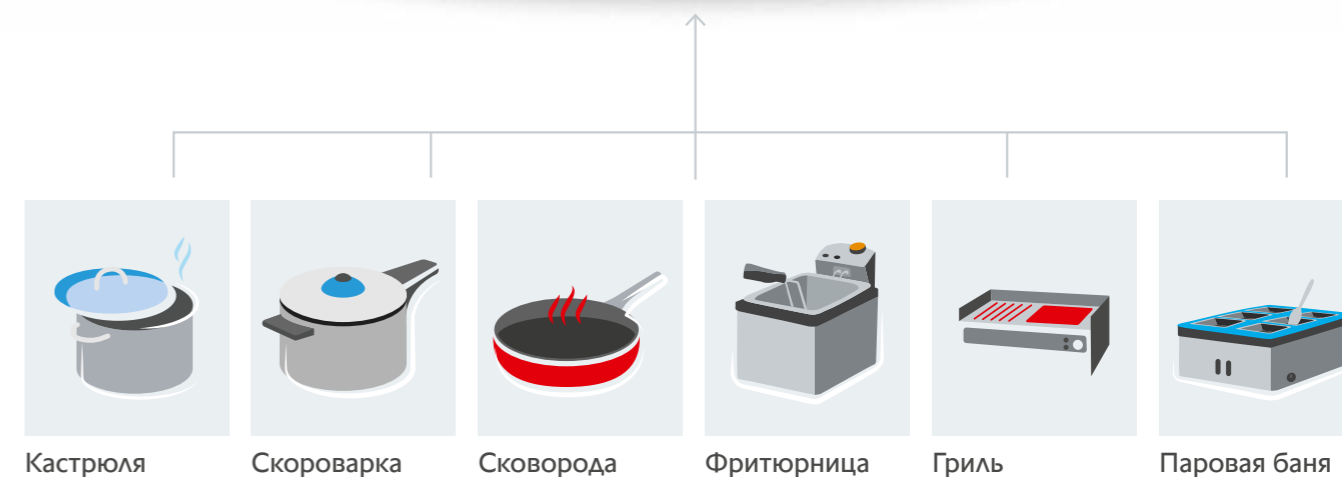 Кастрюля
Скороварка
Сковорода
Фритюрница
Гриль
Паровая баня